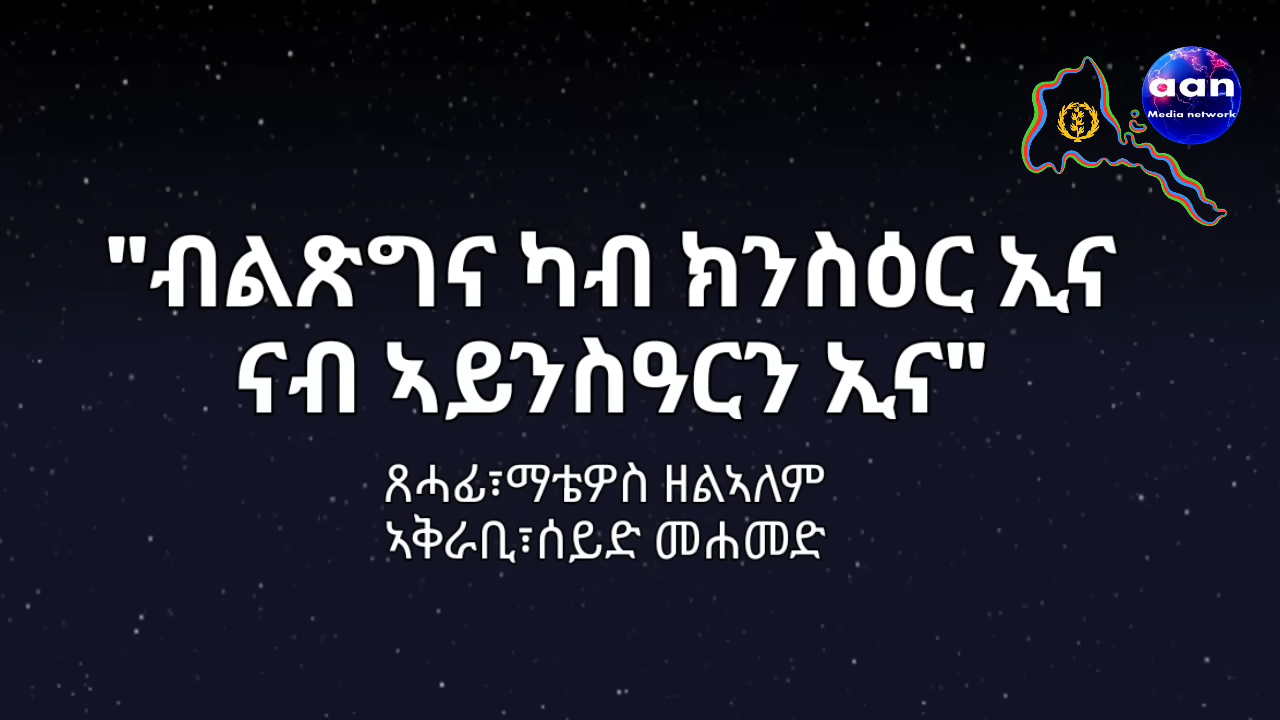 aan
Media network
"ብልጽግና ካብ ክንስዕር ኢና
ናብ ኣይንስዓርን ኢና"
ጸሓፊ፣ማቴዎስ ዘልኣለም
ኣቅራቢ፣ሰይድ መሐመድ